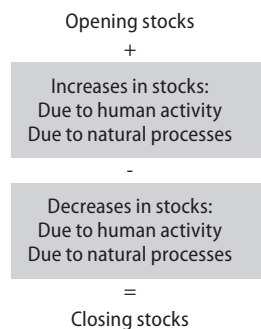 Opening stocks
+
Increases in stocks:
Due to human activity
Due to natural processes
-
Decreases in stocks:
Due to human activity
Due to natural processes
=
Closing stocks